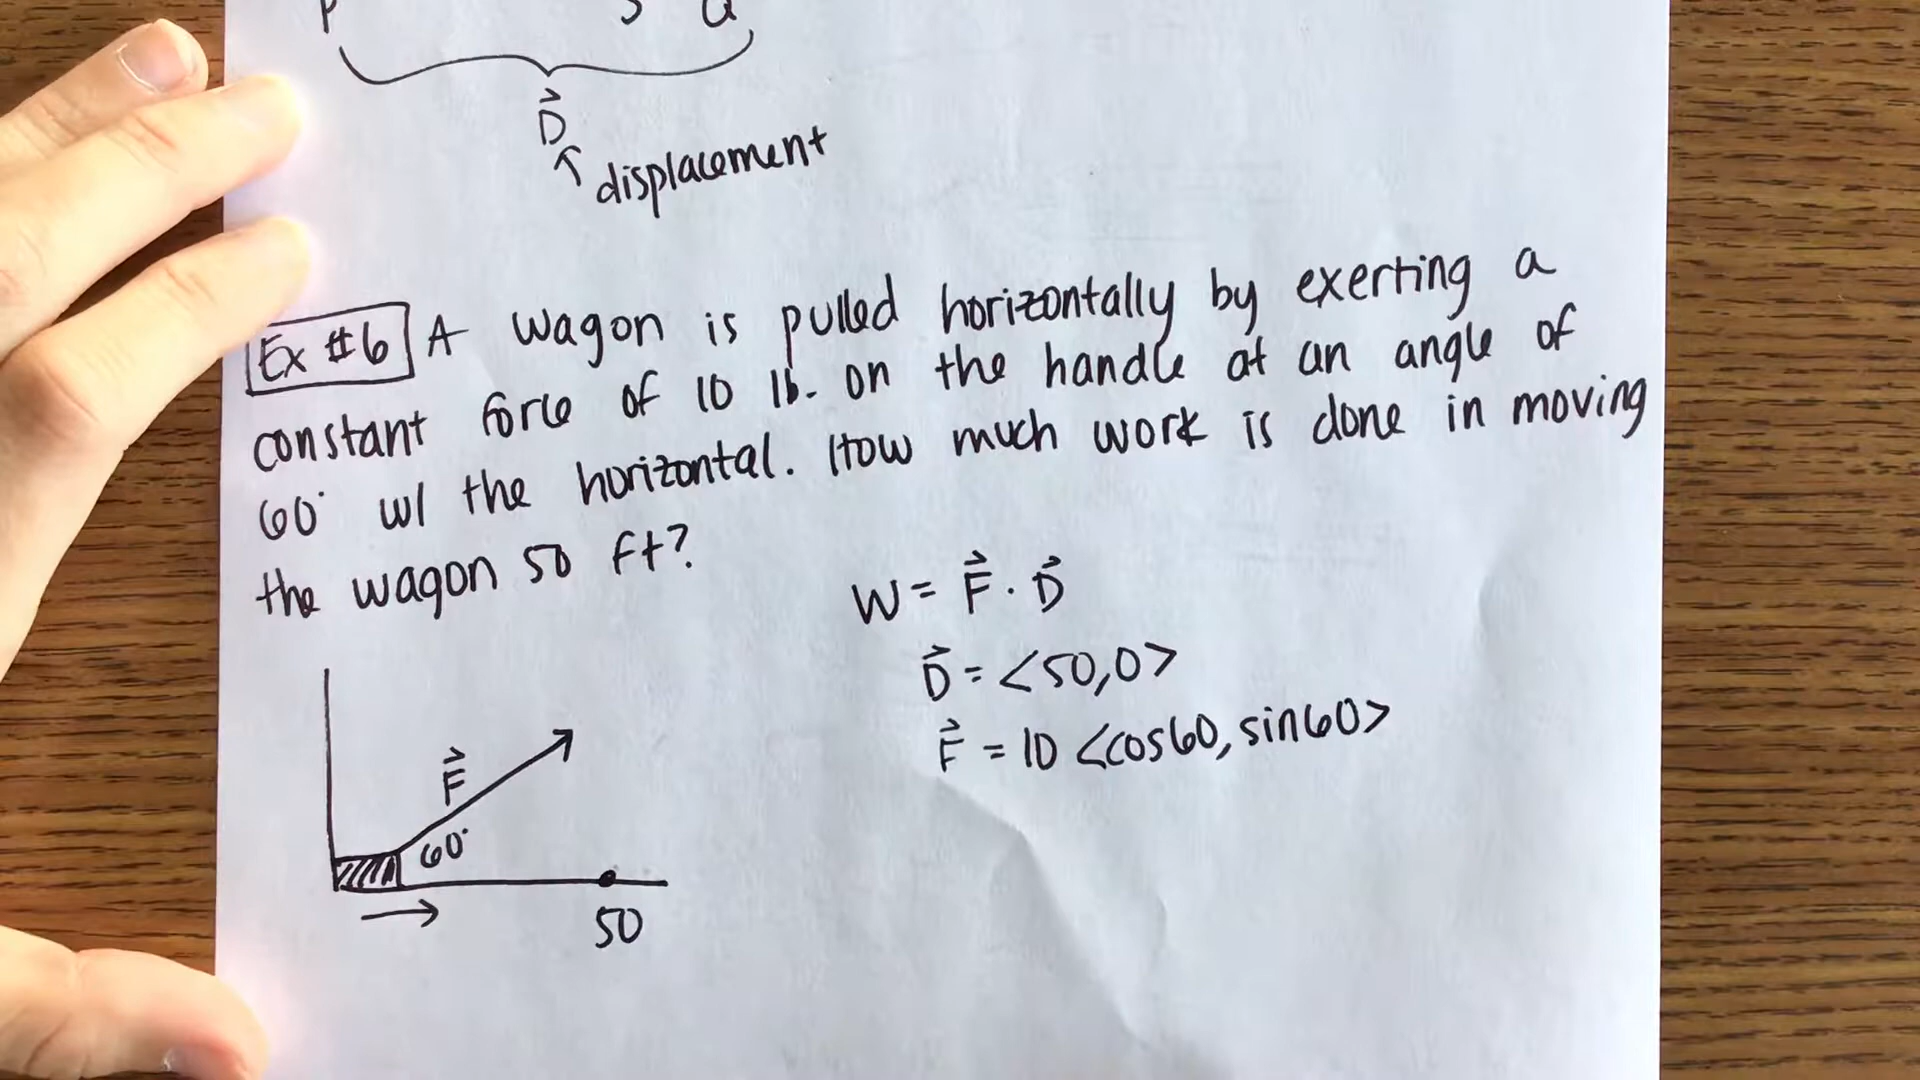 D⃗
↑ displacement
Ex #6 A wagon is pulled horizontally by exerting a
constant force of 10 lb. on the handle at an angle of
60° w/ the horizontal. How much work is done in moving
the wagon 50 ft?
W = F⃗ · D⃗
D⃗ = <50,0>
F⃗ = 10 <cos60, sin60>
F⃗
60°
50